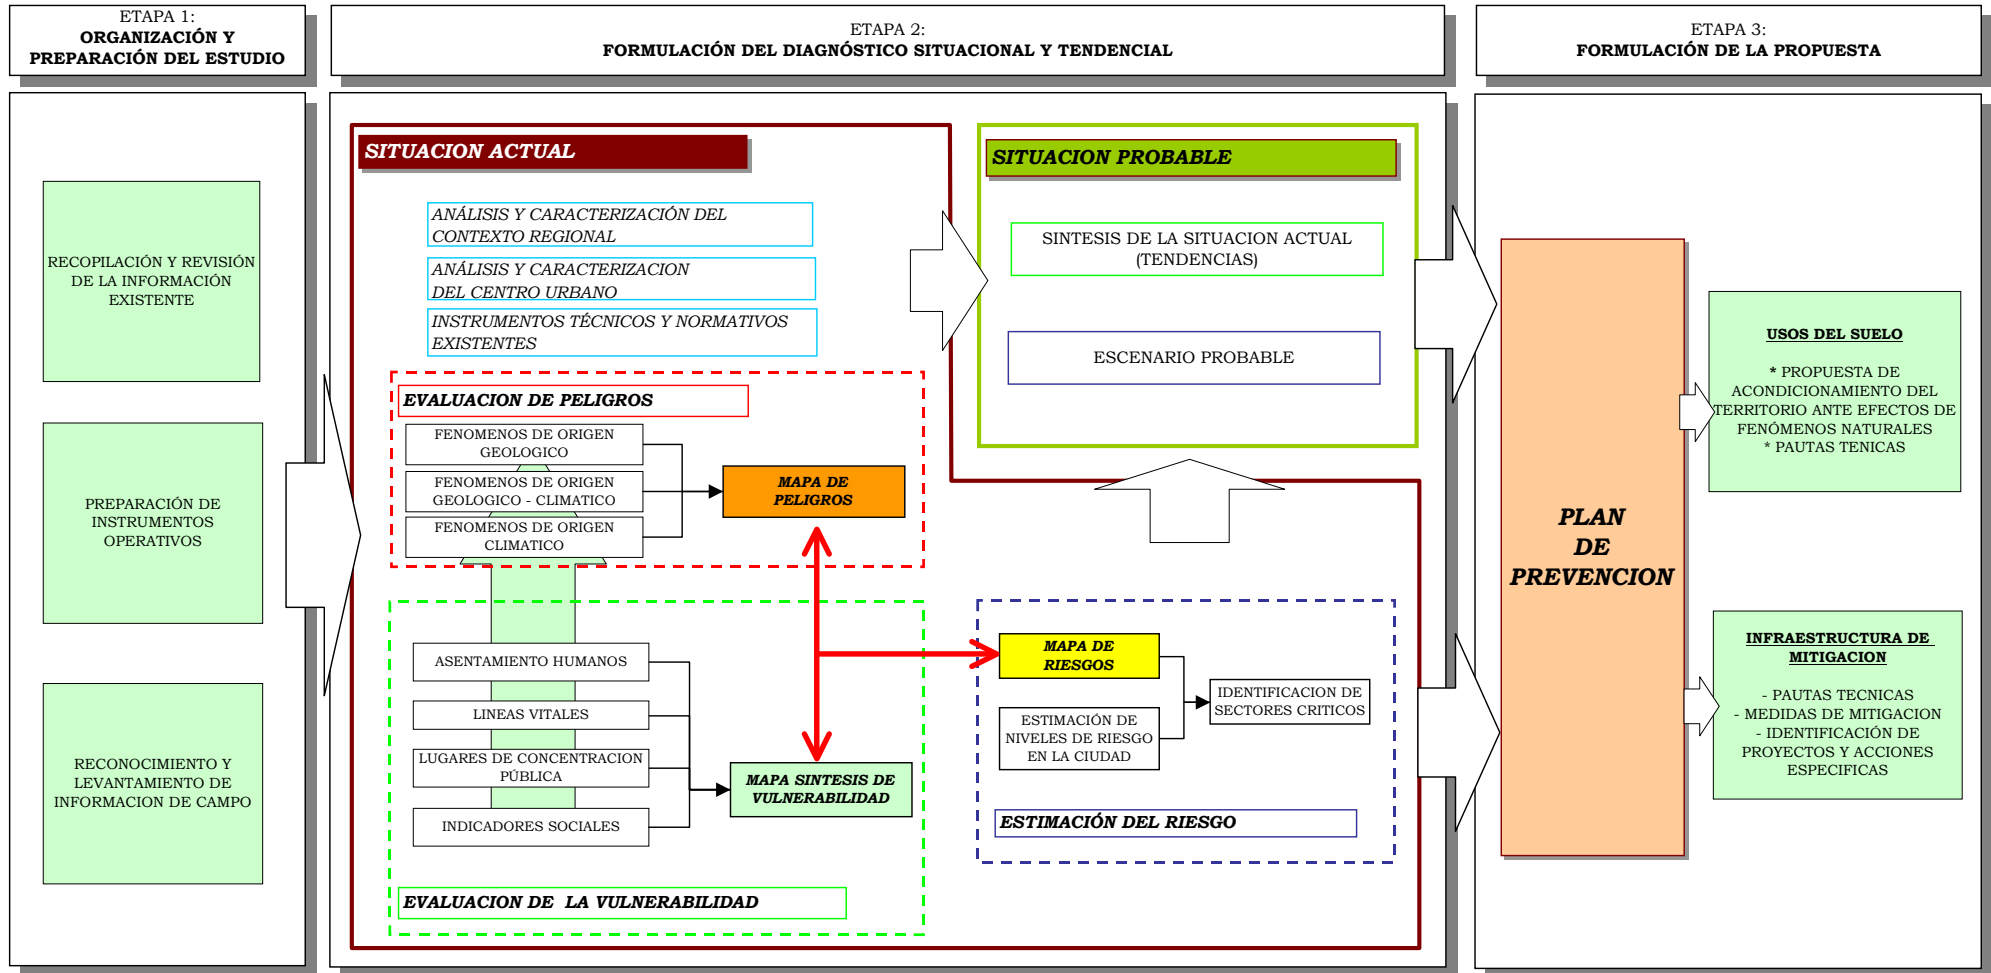 ETAPA 1:
ORGANIZACIÓN Y
PREPARACIÓN DEL ESTUDIO
ETAPA 2:
FORMULACIÓN DEL DIAGNÓSTICO SITUACIONAL Y TENDENCIAL
ETAPA 3:
FORMULACIÓN DE LA PROPUESTA
RECOPILACIÓN Y REVISIÓN
DE LA INFORMACIÓN
EXISTENTE
PREPARACIÓN DE
INSTRUMENTOS
OPERATIVOS
RECONOCIMIENTO Y
LEVANTAMIENTO DE
INFORMACION DE CAMPO
SITUACION ACTUAL
ANÁLISIS Y CARACTERIZACIÓN DEL
CONTEXTO REGIONAL
ANÁLISIS Y CARACTERIZACION
DEL CENTRO URBANO
INSTRUMENTOS TÉCNICOS Y NORMATIVOS
EXISTENTES
EVALUACION DE PELIGROS
FENOMENOS DE ORIGEN
GEOLOGICO
FENOMENOS DE ORIGEN
GEOLOGICO - CLIMATICO
FENOMENOS DE ORIGEN
CLIMATICO
MAPA DE
PELIGROS
ASENTAMIENTO HUMANOS
LINEAS VITALES
LUGARES DE CONCENTRACION
PÚBLICA
INDICADORES SOCIALES
MAPA SINTESIS DE
VULNERABILIDAD
EVALUACION DE  LA VULNERABILIDAD
SITUACION PROBABLE
SINTESIS DE LA SITUACION ACTUAL
(TENDENCIAS)
ESCENARIO PROBABLE
MAPA DE
RIESGOS
ESTIMACIÓN DE
NIVELES DE RIESGO
EN LA CIUDAD
IDENTIFICACION DE
SECTORES CRITICOS
ESTIMACIÓN DEL RIESGO
PLAN
DE
PREVENCION
USOS DEL SUELO
* PROPUESTA DE
ACONDICIONAMIENTO DEL
TERRITORIO ANTE EFECTOS DE
FENÓMENOS NATURALES
* PAUTAS TENICAS
INFRAESTRUCTURA DE
MITIGACION
- PAUTAS TECNICAS
- MEDIDAS DE MITIGACION
- IDENTIFICACIÓN DE
PROYECTOS Y ACCIONES
ESPECIFICAS